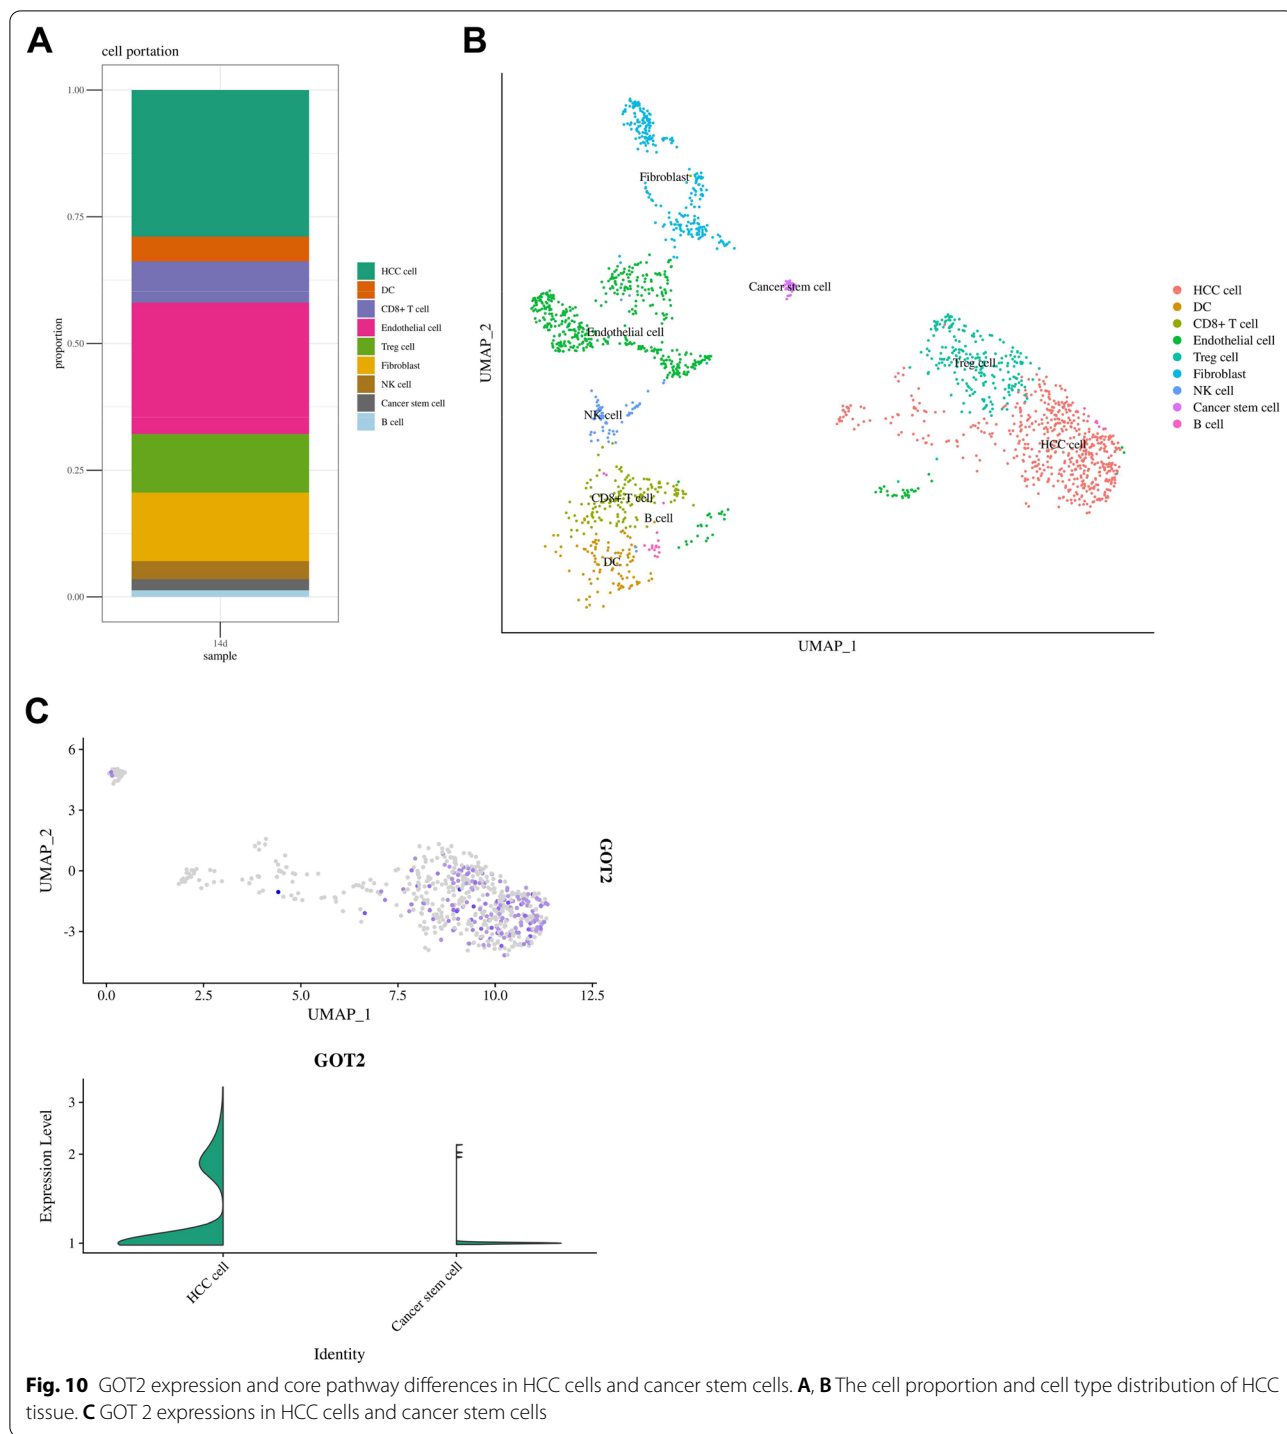 A
cell portation
1.00
0.75
0.50
0.25
0.00
proportion
14d
sample
HCC cell
DC
CD8+ T cell
Endothelial cell
Treg cell
Fibroblast
NK cell
Cancer stem cell
B cell
B
Fibroblast
Cancer stem cell
Endothelial cell
Treg cell
NK cell
HCC cell
CD8+ T cell
B cell
DC
UMAP_2
UMAP_1
HCC cell
DC
CD8+ T cell
Endothelial cell
Treg cell
Fibroblast
NK cell
Cancer stem cell
B cell
C
6
3
0
-3
UMAP_2
GOT2
0.0 2.5 5.0 7.5 10.0 12.5
UMAP_1
GOT2
3
2
1
Expression Level
HCC cell
Cancer stem cell
Identity
Fig. 10 GOT2 expression and core pathway differences in HCC cells and cancer stem cells. A, B The cell proportion and cell type distribution of HCC
tissue. C GOT 2 expressions in HCC cells and cancer stem cells